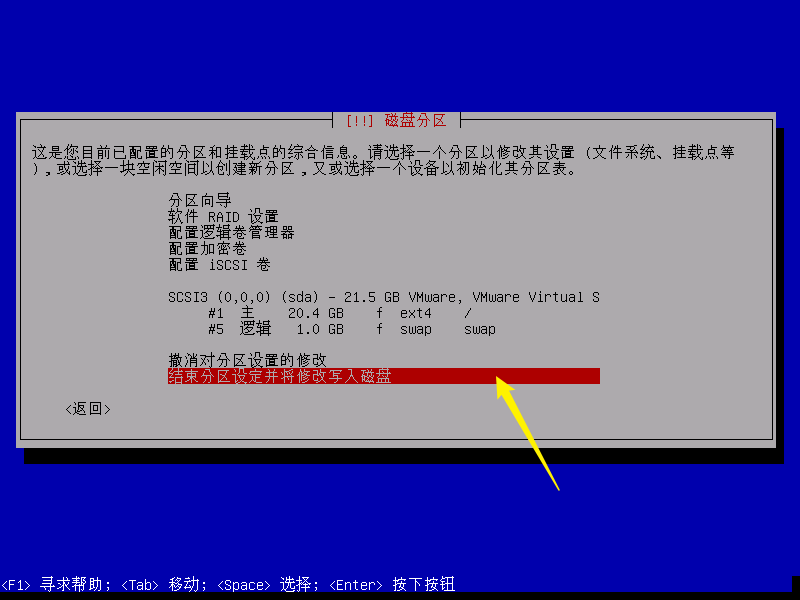 [!!] 磁盘分区
这是您目前已配置的分区和挂载点的综合信息。请选择一个分区以修改其设置 (文件系统、挂载点等
),或选择一块空闲空间以创建新分区,又或选择一个设备以初始化其分区表。
分区向导
软件 RAID 设置
配置逻辑卷管理器
配置加密卷
配置 iSCSI 卷
SCSI3 (0,0,0) (sda) - 21.5 GB VMware, VMware Virtual S
#1 主 20.4 GB f ext4 /
#5 逻辑 1.0 GB f swap swap
撤消对分区设置的修改
结束分区设定并将修改写入磁盘
<返回>
<F1> 寻求帮助; <Tab> 移动; <Space> 选择; <Enter> 按下按钮